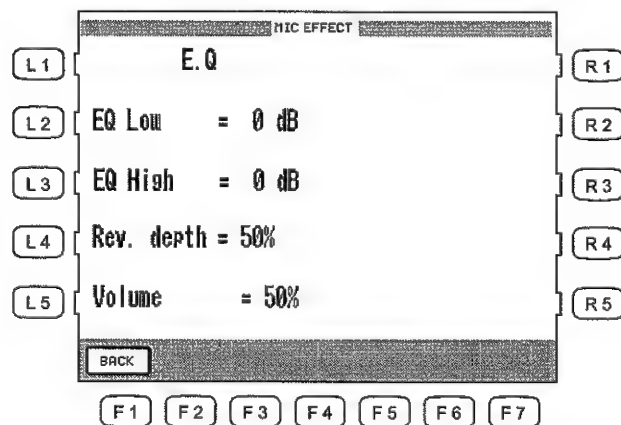 MIC EFFECT
L1 E.Q R1
L2 EQ Low = 0 dB R2
L3 EQ High = 0 dB R3
L4 Rev. depth = 50% R4
L5 Volume = 50% R5
BACK
F1 F2 F3 F4 F5 F6 F7